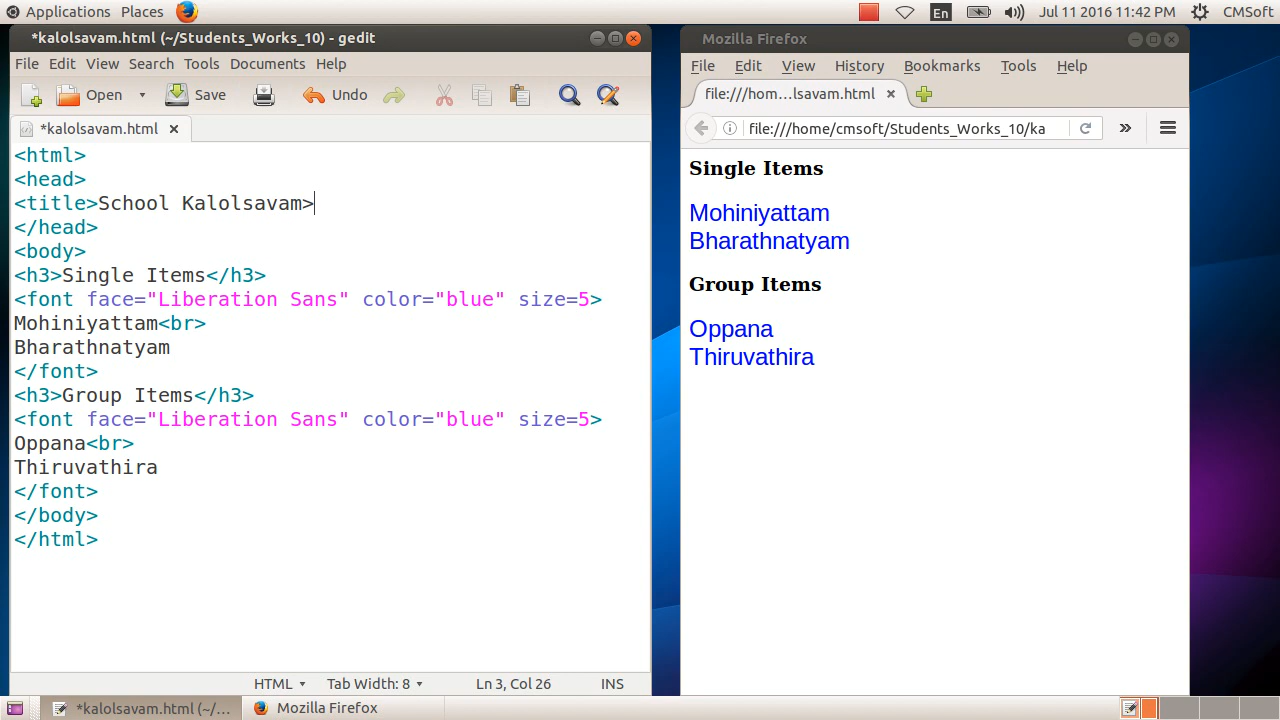 Applications Places En Jul 11 2016 11:42 PM CMSoft
*kalolsavam.html (~/Students_Works_10) - gedit
File Edit View Search Tools Documents Help
Open Save Undo
*kalolsavam.html
<html>
<head>
<title>School Kalolsavam>
</head>
<body>
<h3>Single Items</h3>
<font face="Liberation Sans" color="blue" size=5>
Mohiniyattam<br>
Bharathnatyam
</font>
<h3>Group Items</h3>
<font face="Liberation Sans" color="blue" size=5>
Oppana<br>
Thiruvathira
</font>
</body>
</html>
HTML Tab Width: 8 Ln 3, Col 26 INS
Mozilla Firefox
File Edit View History Bookmarks Tools Help
file:///hom...lsavam.html
file:///home/cmsoft/Students_Works_10/ka
Single Items
Mohiniyattam
Bharathnatyam
Group Items
Oppana
Thiruvathira
*kalolsavam.html (~/... Mozilla Firefox